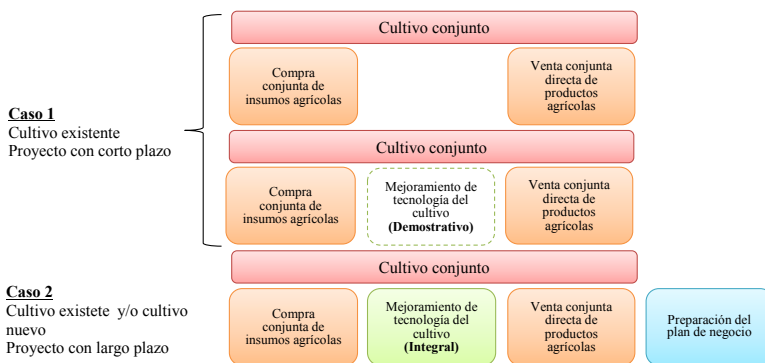 Cultivo conjunto
Compra
conjunta de
insumos agrícolas
Venta conjunta
directa de
productos
agrícolas
Caso 1
Cultivo existente
Proyecto con corto plazo
Cultivo conjunto
Compra
conjunta de
insumos agrícolas
Mejoramiento de
tecnología del
cultivo
(Demostrativo)
Venta conjunta
directa de
productos
agrícolas
Cultivo conjunto
Caso 2
Cultivo existete y/o cultivo
nuevo
Proyecto con largo plazo
Compra
conjunta de
insumos agrícolas
Mejoramiento de
tecnología del
cultivo
(Integral)
Venta conjunta
directa de
productos
agrícolas
Preparación del
plan de negocio